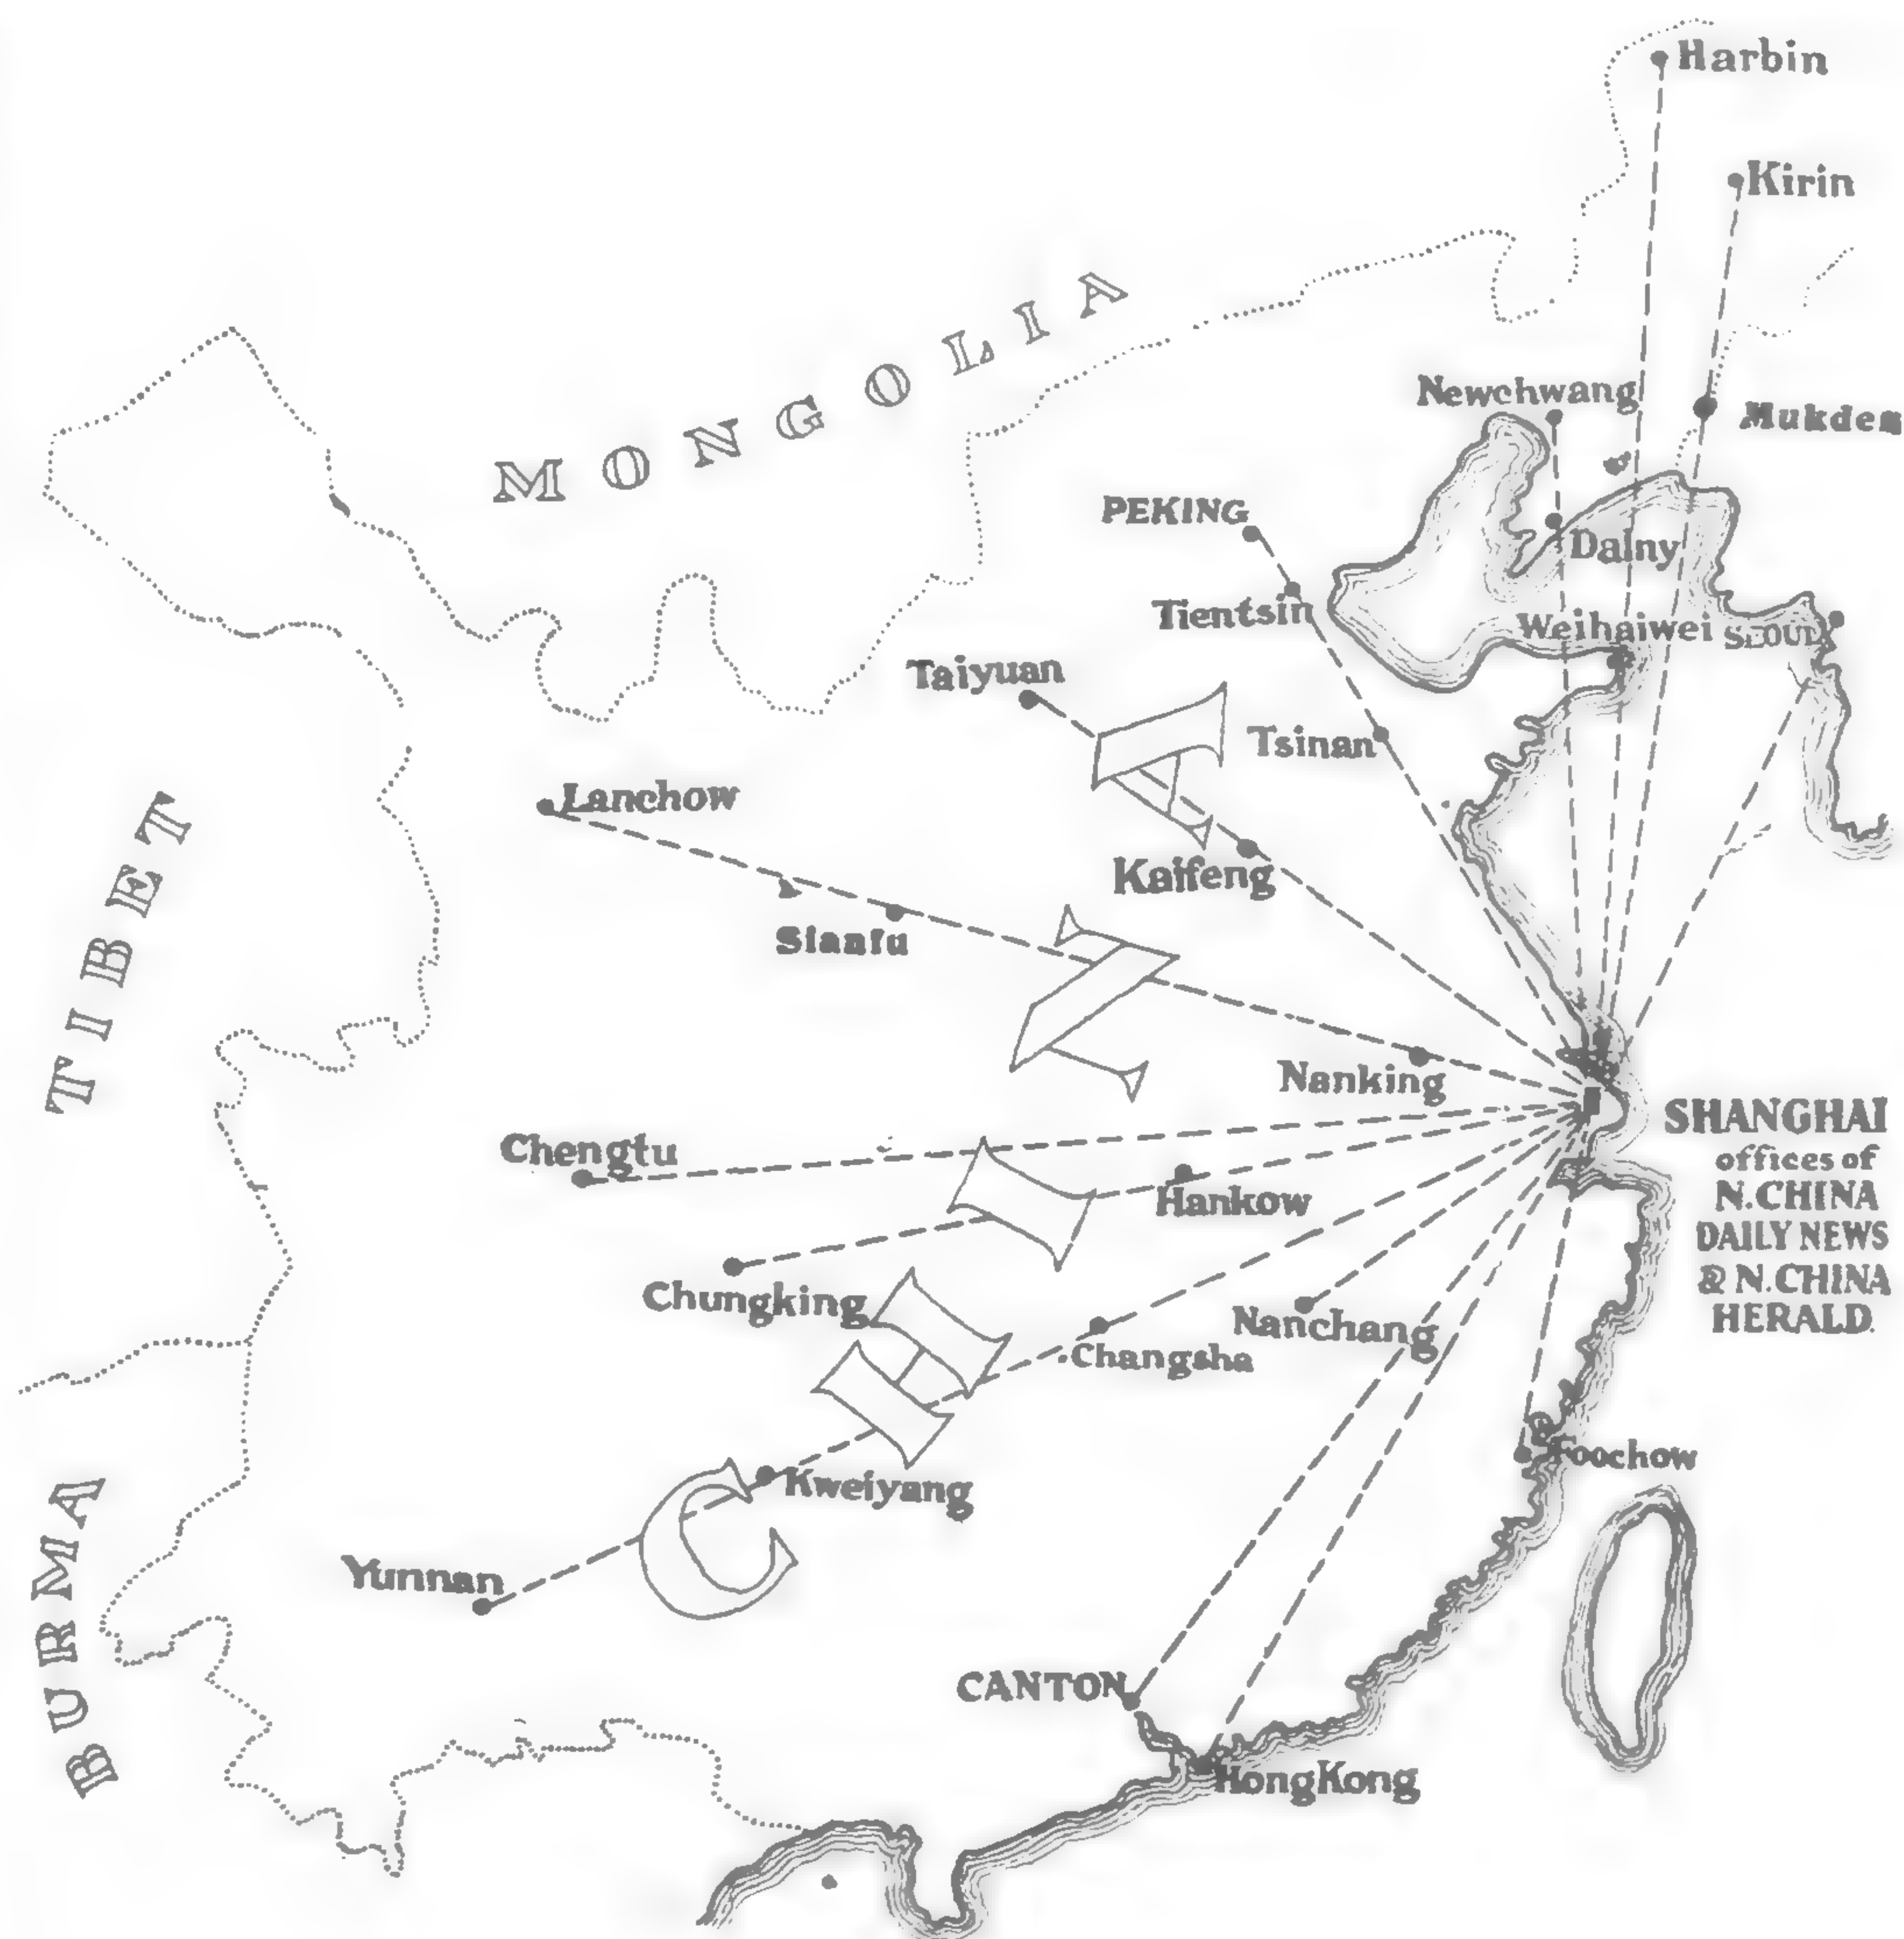 Harbin
Kirin
MONGOLIA
Newchwang
Mukden
PEKING
Dalny
Tientsin
Weihaiwei
SEOUL
Taiyuan
Tsinan
Lanchow
Kaifeng
Sianfu
TIBET
Nanking
SHANGHAI
offices of
N. CHINA
DAILY NEWS
& N. CHINA
HERALD.
Chengtu
Hankow
Chungking
Nanchang
Changsha
CHINA
Foochow
Kweiyang
Yunnan
BURMA
CANTON
HongKong